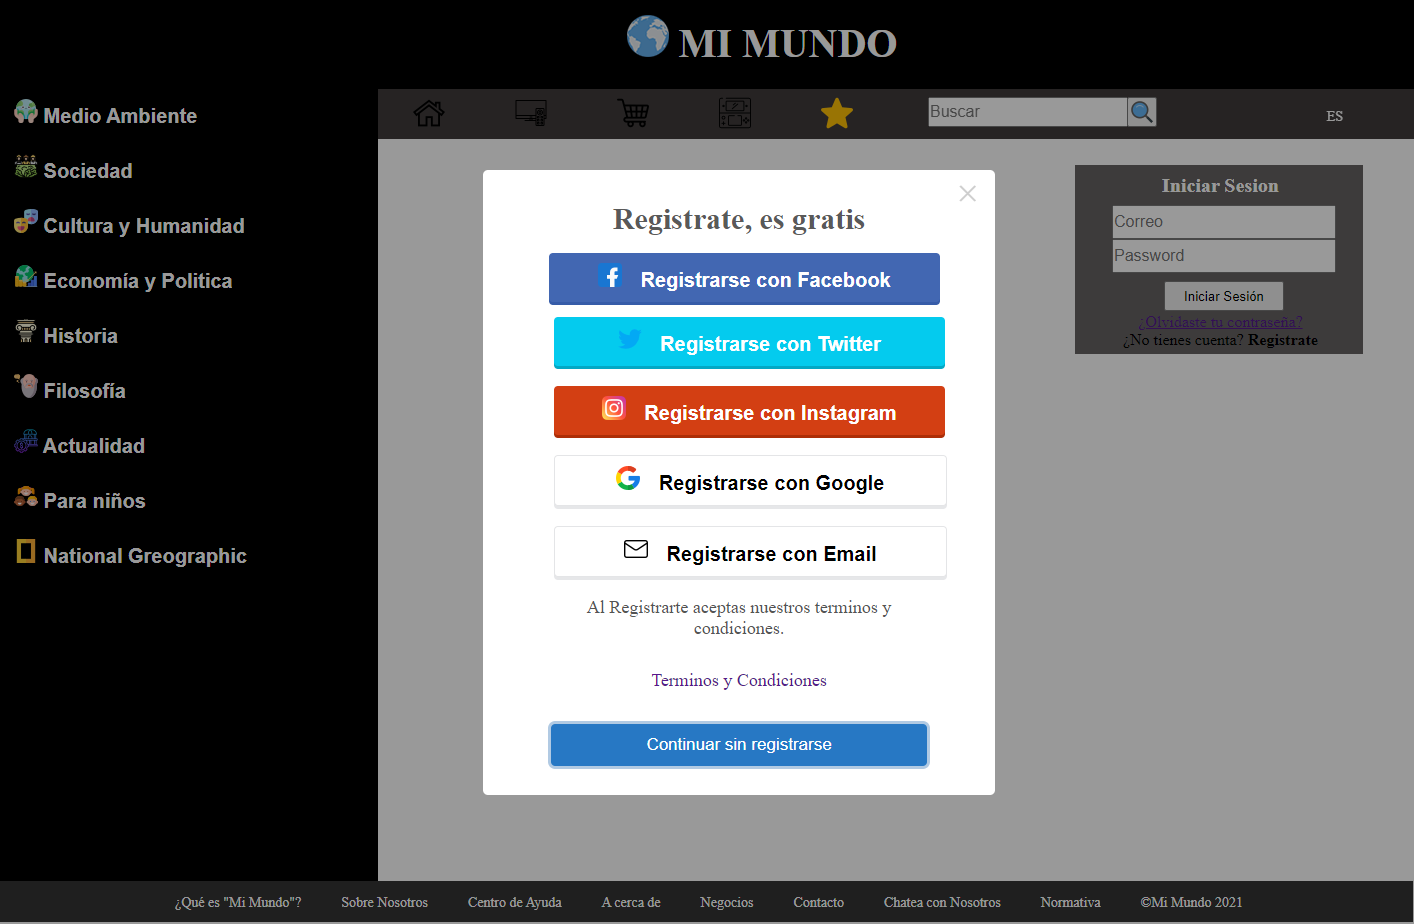 MI MUNDO
Medio Ambiente
Sociedad
Cultura y Humanidad
Economía y Politica
Historia
Filosofía
Actualidad
Para niños
National Greographic
Buscar
ES
Registrate, es gratis
Registrarse con Facebook
Registrarse con Twitter
Registrarse con Instagram
Registrarse con Google
Registrarse con Email
Al Registrarte aceptas nuestros terminos y
condiciones.
Terminos y Condiciones
Continuar sin registrarse
Iniciar Sesion
Correo
Password
Iniciar Sesión
¿Olvidaste tu contraseña?
¿No tienes cuenta? Registrate
¿Qué es "Mi Mundo"? Sobre Nosotros Centro de Ayuda A cerca de Negocios Contacto Chatea con Nosotros Normativa ©Mi Mundo 2021